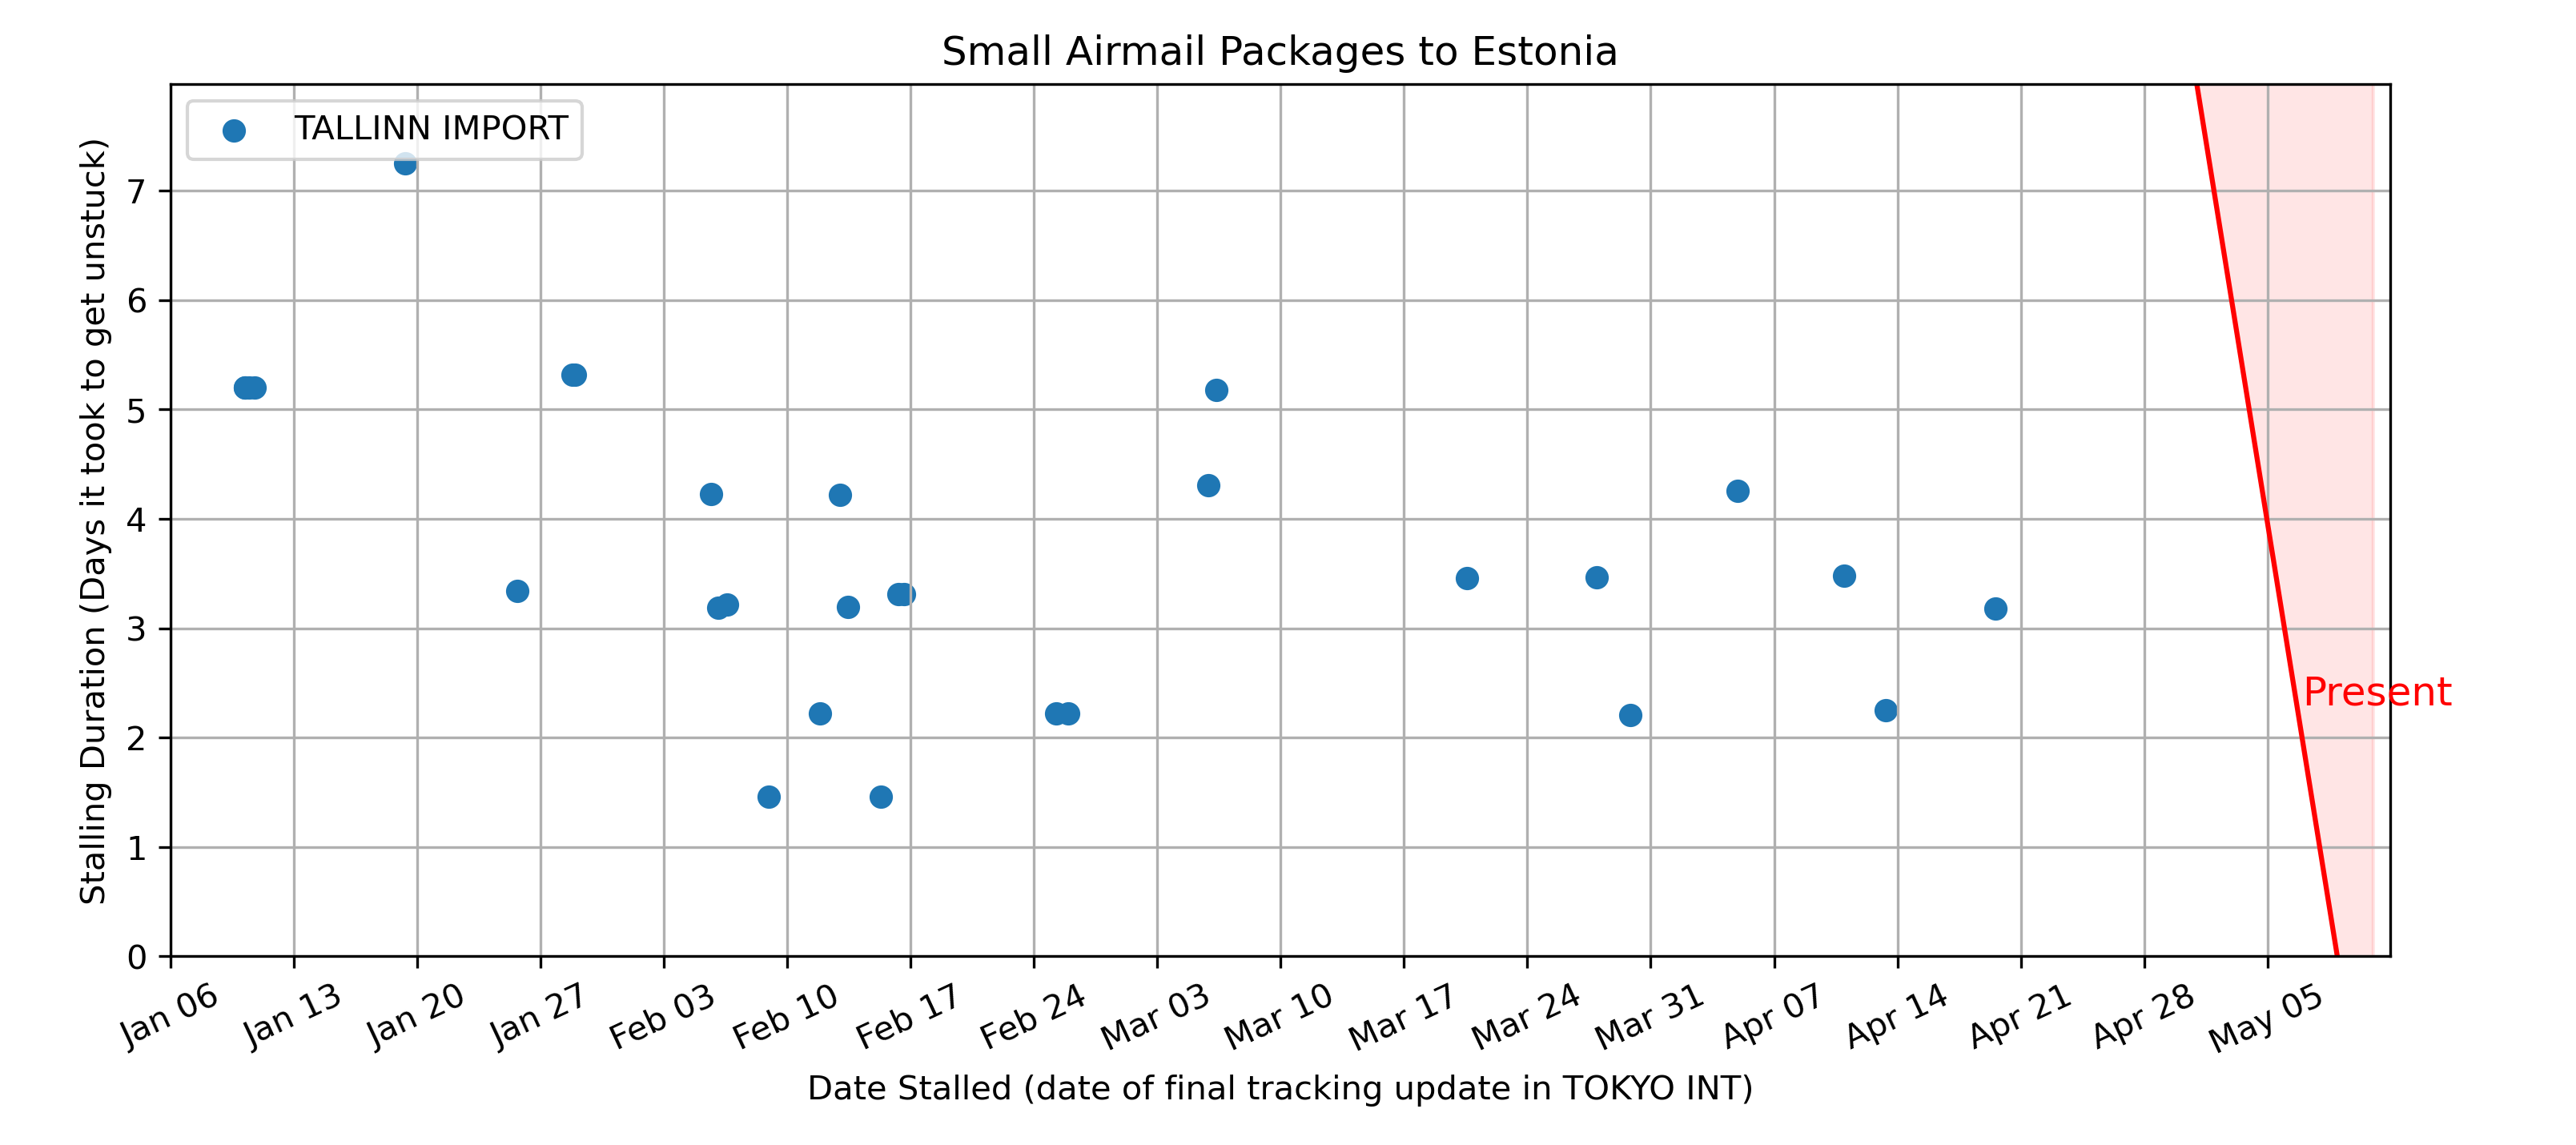 Small Airmail Packages to Estonia
TALLINN IMPORT
Stalling Duration (Days it took to get unstuck)
7
6
5
4
3
2
1
0
Present
Jan 06
Jan 13
Jan 20
Jan 27
Feb 03
Feb 10
Feb 17
Feb 24
Mar 03
Mar 10
Mar 17
Mar 24
Mar 31
Apr 07
Apr 14
Apr 21
Apr 28
May 05
Date Stalled (date of final tracking update in TOKYO INT)